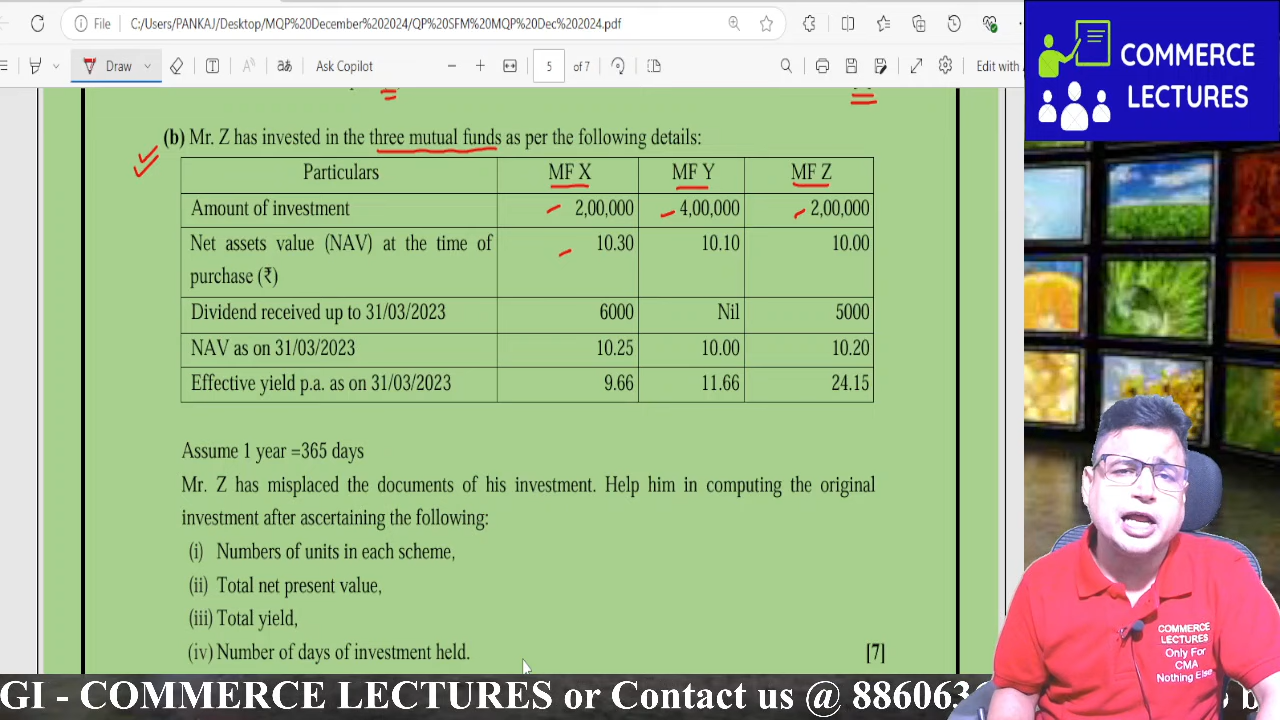 File C:/Users/PANKAJ/Desktop/MQP%20December%202024/QP%20SFM%20MQP%20Dec%202024.pdf
Draw Ask Copilot 5 of 7 Edit with
COMMERCE
LECTURES
(b) Mr. Z has invested in the three mutual funds as per the following details:
Particulars MF X MF Y MF Z
Amount of investment 2,00,000 4,00,000 2,00,000
Net assets value (NAV) at the time of 10.30 10.10 10.00
purchase (₹)
Dividend received up to 31/03/2023 6000 Nil 5000
NAV as on 31/03/2023 10.25 10.00 10.20
Effective yield p.a. as on 31/03/2023 9.66 11.66 24.15
Assume 1 year =365 days
Mr. Z has misplaced the documents of his investment. Help him in computing the original
investment after ascertaining the following:
(i) Numbers of units in each scheme,
(ii) Total net present value,
(iii) Total yield,
(iv) Number of days of investment held. [7]
COMMERCE
LECTURES
Only For
CMA
Nothing Else
GI - COMMERCE LECTURES or Contact us @ 886063